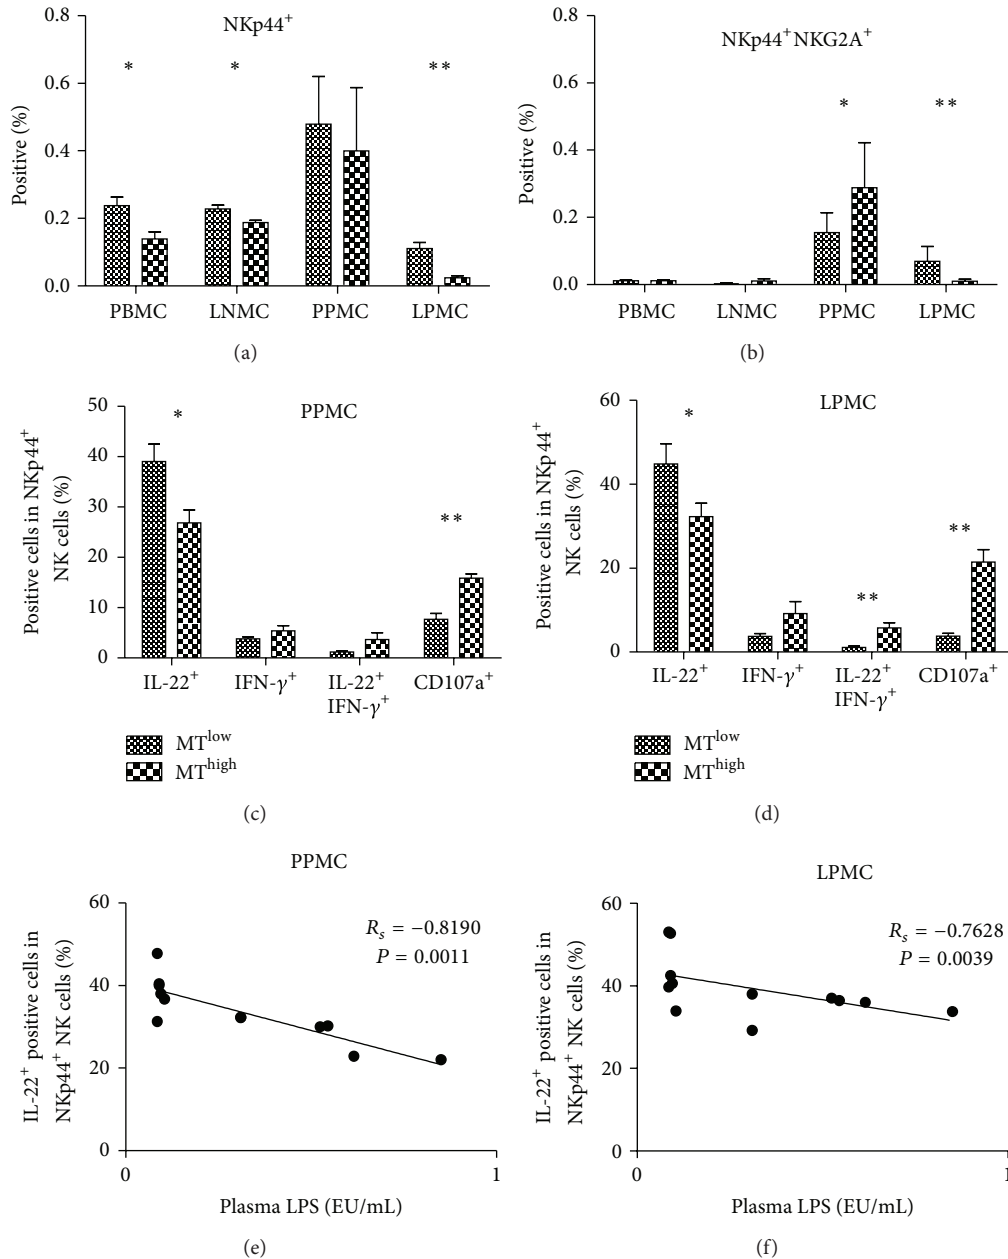 NKp44+
0.8
0.6
0.4
0.2
0.0
Positive (%)
* * **
PBMC LNMC PPMC LPMC
(a)
NKp44+NKG2A+
0.8
0.6
0.4
0.2
0.0
Positive (%)
* **
PBMC LNMC PPMC LPMC
(b)
PPMC
50
40
30
20
10
0
Positive cells in NKp44+
NK cells (%)
* **
IL-22+ IFN-γ+ IL-22+ CD107a+
IFN-γ+
MTlow
MThigh
(c)
LPMC
60
40
20
0
Positive cells in NKp44+
NK cells (%)
* ** **
IL-22+ IFN-γ+ IL-22+ CD107a+
IFN-γ+
MTlow
MThigh
(d)
PPMC
60
40
20
0
IL-22+ positive cells in
NKp44+ NK cells (%)
Rs = −0.8190
P = 0.0011
0 1
Plasma LPS (EU/mL)
(e)
LPMC
60
40
20
0
IL-22+ positive cells in
NKp44+ NK cells (%)
Rs = −0.7628
P = 0.0039
0 1
Plasma LPS (EU/mL)
(f)